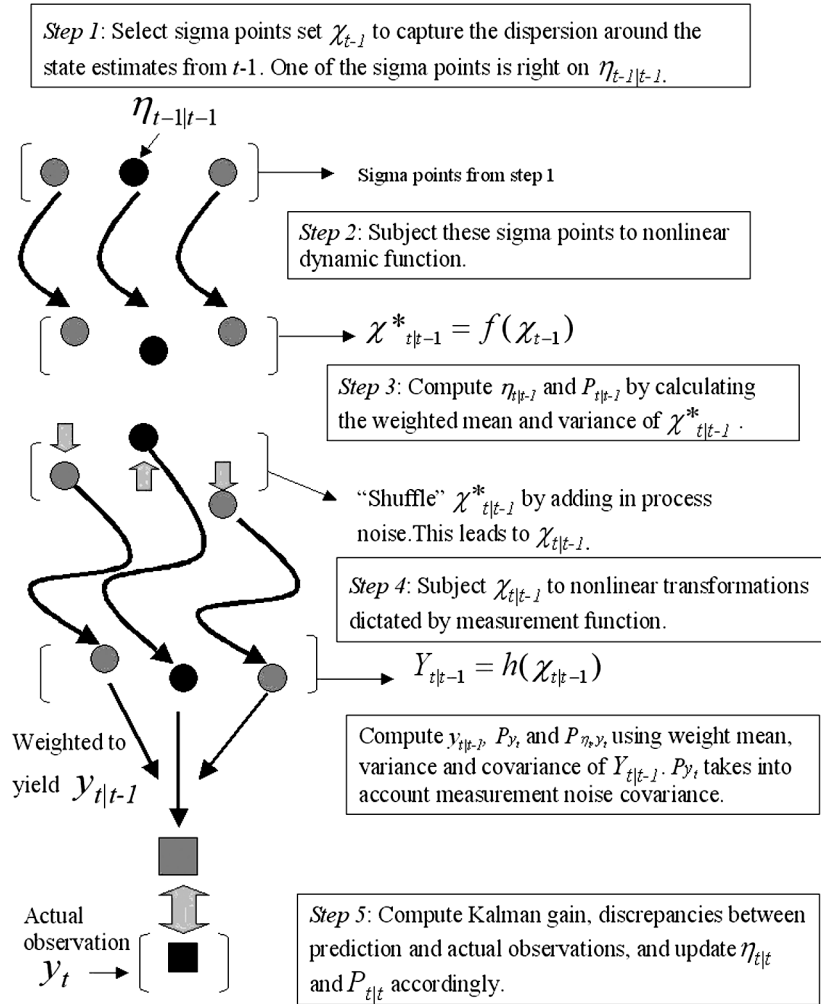 Step 1: Select sigma points set χt-1 to capture the dispersion around the
state estimates from t-1. One of the sigma points is right on ηt-1|t-1.
ηt−1|t−1
Sigma points from step 1
Step 2: Subject these sigma points to nonlinear
dynamic function.
χ*t|t−1 = f(χt−1)
Step 3: Compute ηt|t-1 and Pt|t-1 by calculating
the weighted mean and variance of χ*t|t-1 .
“Shuffle” χ*t|t-1 by adding in process
noise.This leads to χt|t-1.
Step 4: Subject χt|t-1 to nonlinear transformations
dictated by measurement function.
Yt|t−1 = h(χt|t−1)
Weighted to
yield yt|t-1
Compute yt|t-1, Pyt and Pηt,yt using weight mean,
variance and covariance of Yt|t-1. Pyt takes into
account measurement noise covariance.
Actual
observation
yt
Step 5: Compute Kalman gain, discrepancies between
prediction and actual observations, and update ηt|t
and Pt|t accordingly.